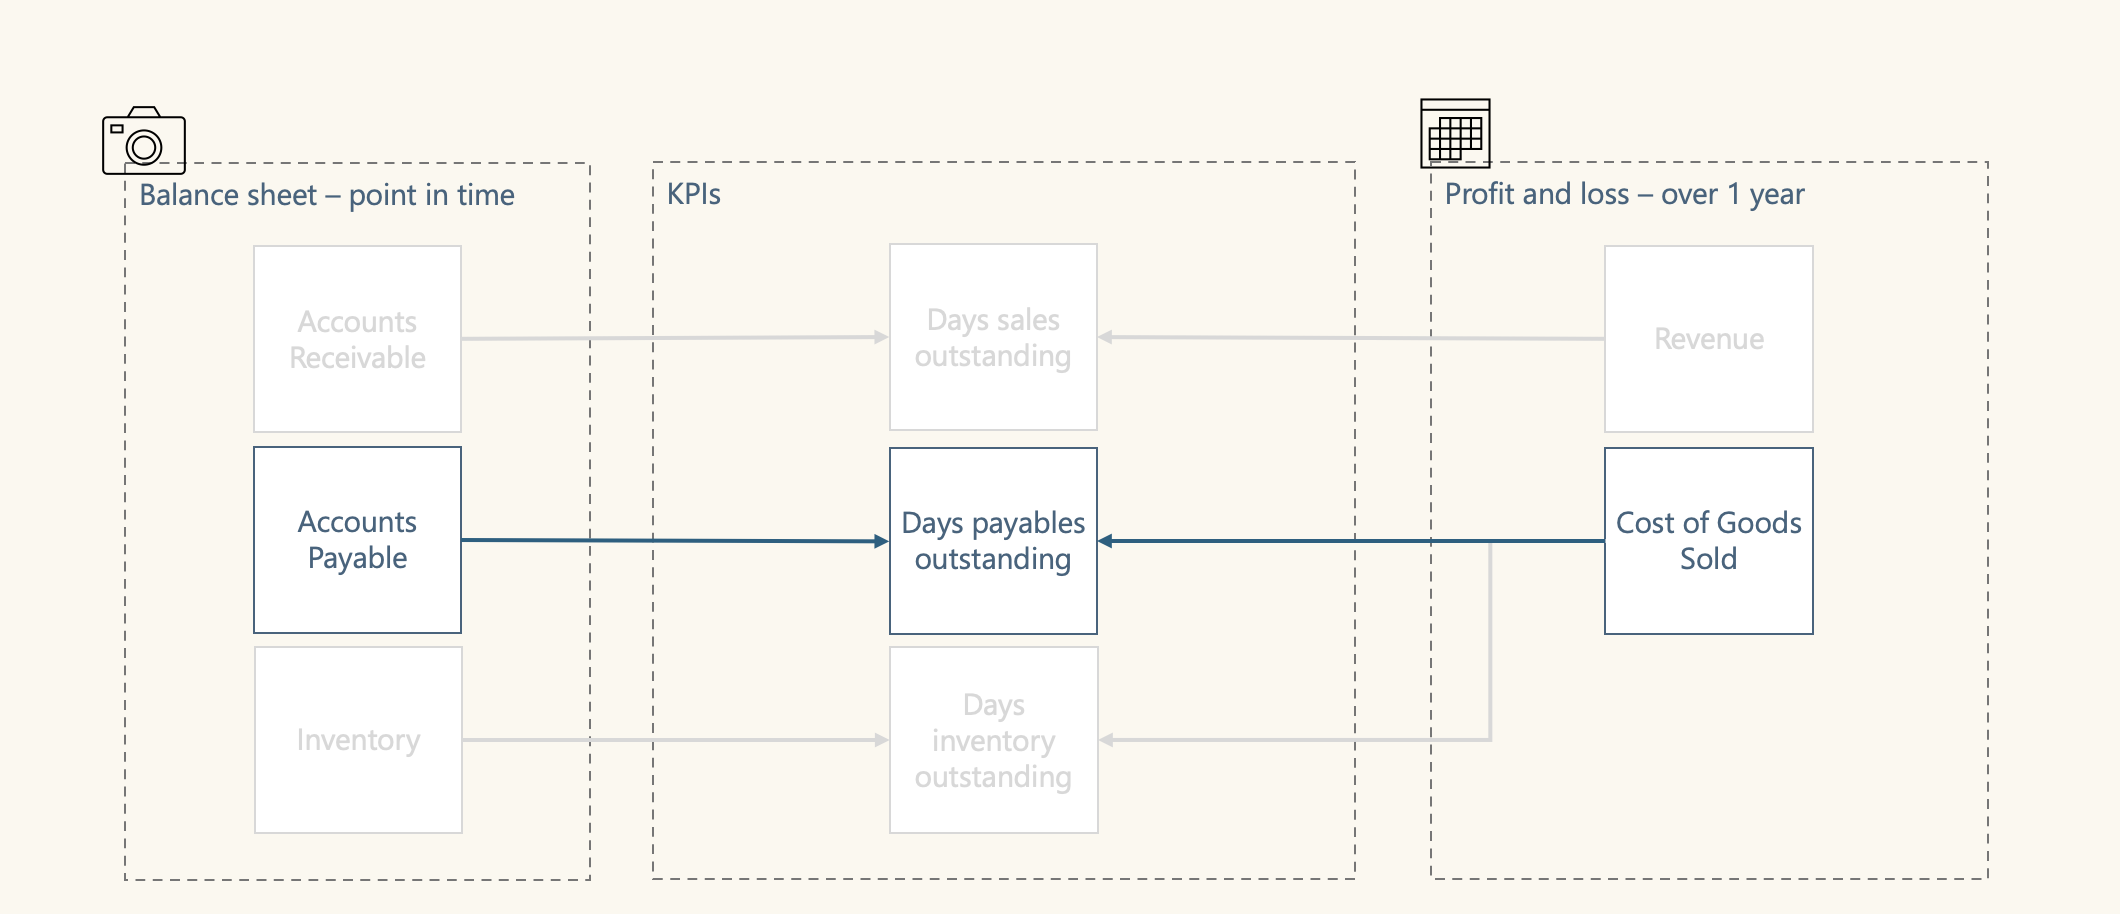 Balance sheet – point in time
KPIs
Profit and loss – over 1 year
Accounts
Receivable
Days sales
outstanding
Revenue
Accounts
Payable
Days payables
outstanding
Cost of Goods
Sold
Inventory
Days
inventory
outstanding